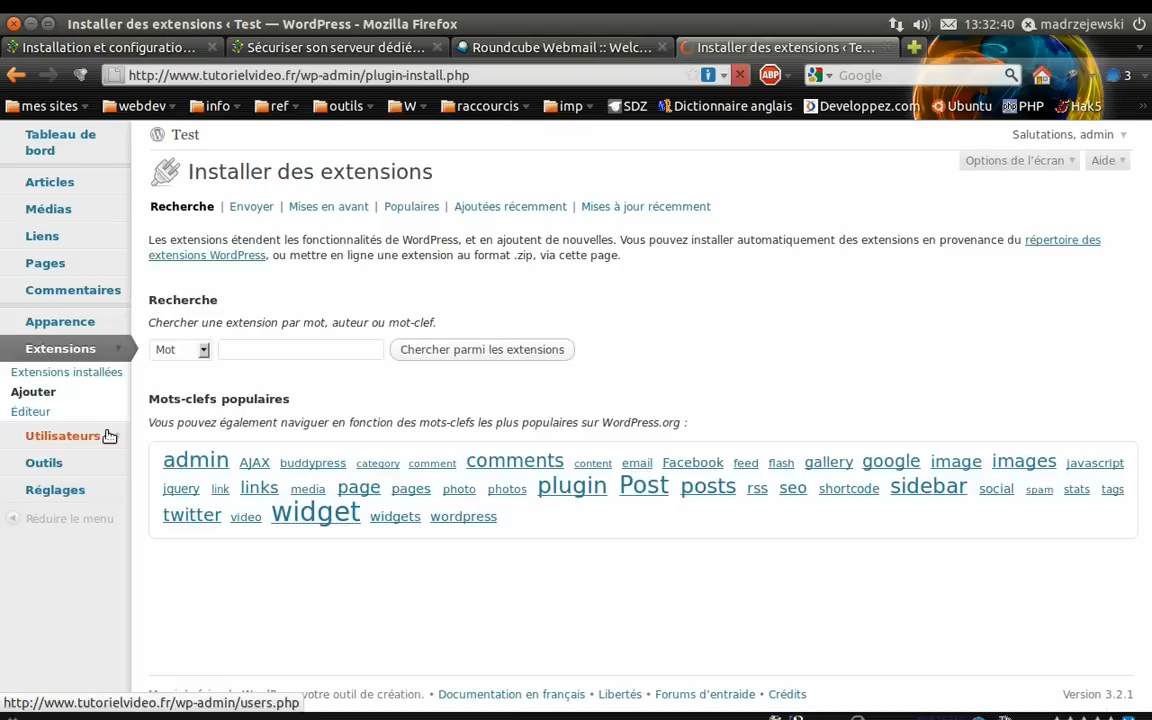 Installer des extensions ‹ Test — WordPress - Mozilla Firefox
13:32:40
madrzejewski
Installation et configuratio...
Sécuriser son serveur dédié...
Roundcube Webmail :: Welc...
Installer des extensions ‹ Te...
http://www.tutorielvideo.fr/wp-admin/plugin-install.php
ABP
Google
3
mes sites
webdev
info
ref
outils
W
raccourcis
imp
SDZ
Dictionnaire anglais
Developpez.com
Ubuntu
PHP
Hak5
Tableau de
bord
Articles
Médias
Liens
Pages
Commentaires
Apparence
Extensions
Extensions installées
Ajouter
Éditeur
Utilisateurs
Outils
Réglages
Réduire le menu
Test
Salutations, admin
Options de l'écran
Aide
Installer des extensions
Recherche | Envoyer | Mises en avant | Populaires | Ajoutées récemment | Mises à jour récemment
Les extensions étendent les fonctionnalités de WordPress, et en ajoutent de nouvelles. Vous pouvez installer automatiquement des extensions en provenance du répertoire des
extensions WordPress, ou mettre en ligne une extension au format .zip, via cette page.
Recherche
Chercher une extension par mot, auteur ou mot-clef.
Mot
Chercher parmi les extensions
Mots-clefs populaires
Vous pouvez également naviguer en fonction des mots-clefs les plus populaires sur WordPress.org :
admin AJAX buddypress category comment comments content email Facebook feed flash gallery google image images javascript
jquery link links media page pages photo photos plugin Post posts rss seo shortcode sidebar social spam stats tags
twitter video widget widgets wordpress
votre outil de création. • Documentation en français • Libertés • Forums d'entraide • Crédits
Version 3.2.1
http://www.tutorielvideo.fr/wp-admin/users.php